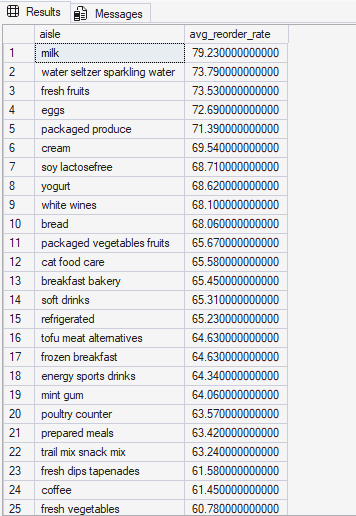 Results Messages
aisle avg_reorder_rate
1 milk 79.230000000000
2 water seltzer sparkling water 73.790000000000
3 fresh fruits 73.530000000000
4 eggs 72.690000000000
5 packaged produce 71.390000000000
6 cream 69.540000000000
7 soy lactosefree 68.710000000000
8 yogurt 68.620000000000
9 white wines 68.100000000000
10 bread 68.060000000000
11 packaged vegetables fruits 65.670000000000
12 cat food care 65.580000000000
13 breakfast bakery 65.450000000000
14 soft drinks 65.310000000000
15 refrigerated 65.230000000000
16 tofu meat alternatives 64.630000000000
17 frozen breakfast 64.630000000000
18 energy sports drinks 64.340000000000
19 mint gum 64.060000000000
20 poultry counter 63.570000000000
21 prepared meals 63.420000000000
22 trail mix snack mix 63.240000000000
23 fresh dips tapenades 61.580000000000
24 coffee 61.450000000000
25 fresh vegetables 60.780000000000